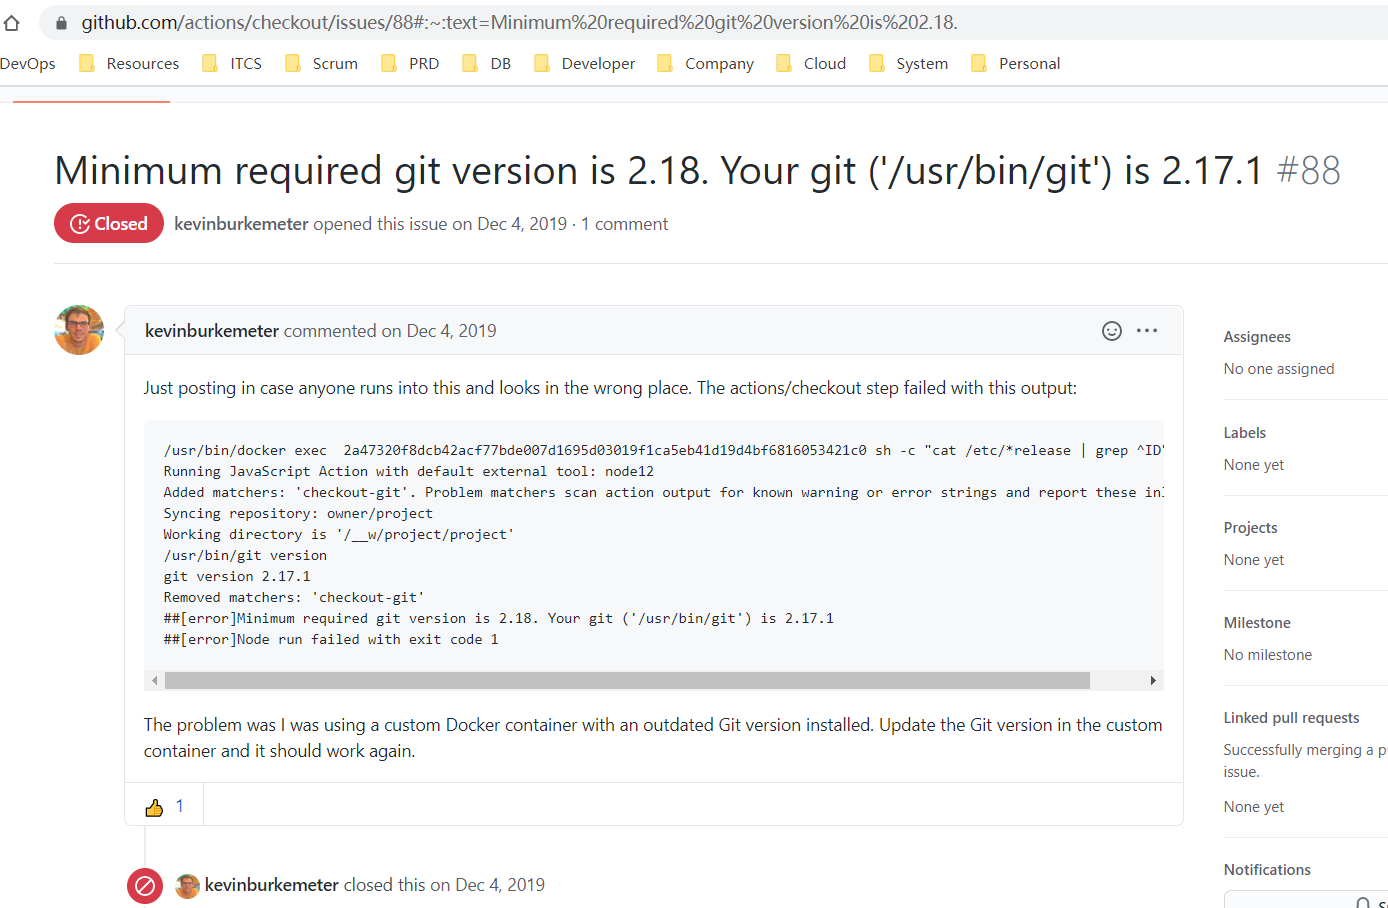 github.com/actions/checkout/issues/88#:~:text=Minimum%20required%20git%20version%20is%202.18.
DevOps Resources ITCS Scrum PRD DB Developer Company Cloud System Personal
Minimum required git version is 2.18. Your git ('/usr/bin/git') is 2.17.1 #88
Closed kevinburkemeter opened this issue on Dec 4, 2019 · 1 comment
kevinburkemeter commented on Dec 4, 2019
Just posting in case anyone runs into this and looks in the wrong place. The actions/checkout step failed with this output:
/usr/bin/docker exec  2a47320f8dcb42acf77bde007d1695d03019f1ca5eb41d19d4bf6816053421c0 sh -c "cat /etc/*release | grep ^ID"
Running JavaScript Action with default external tool: node12
Added matchers: 'checkout-git'. Problem matchers scan action output for known warning or error strings and report these
Syncing repository: owner/project
Working directory is '/__w/project/project'
/usr/bin/git version
git version 2.17.1
Removed matchers: 'checkout-git'
##[error]Minimum required git version is 2.18. Your git ('/usr/bin/git') is 2.17.1
##[error]Node run failed with exit code 1
The problem was I was using a custom Docker container with an outdated Git version installed. Update the Git version in the custom
container and it should work again.
1
kevinburkemeter closed this on Dec 4, 2019
Assignees
No one assigned
Labels
None yet
Projects
None yet
Milestone
No milestone
Linked pull requests
Successfully merging a
issue.
None yet
Notifications